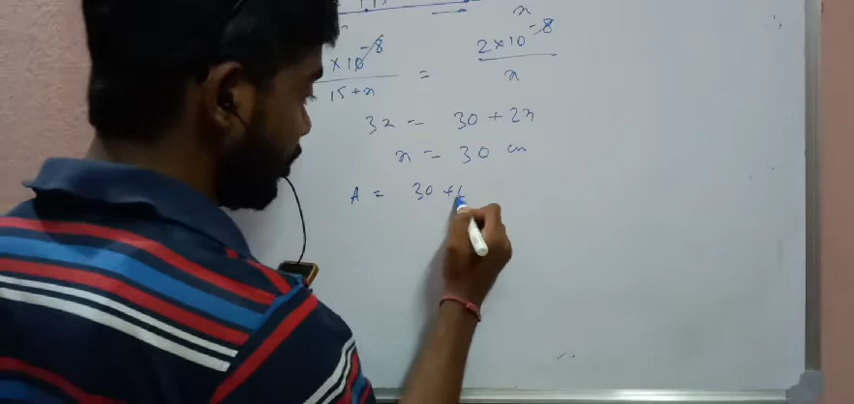 x
× 10⁻⁸ / 15 + x = 2 × 10⁻⁸ / x
3x = 30 + 2x
x = 30 cm
A = 30 +